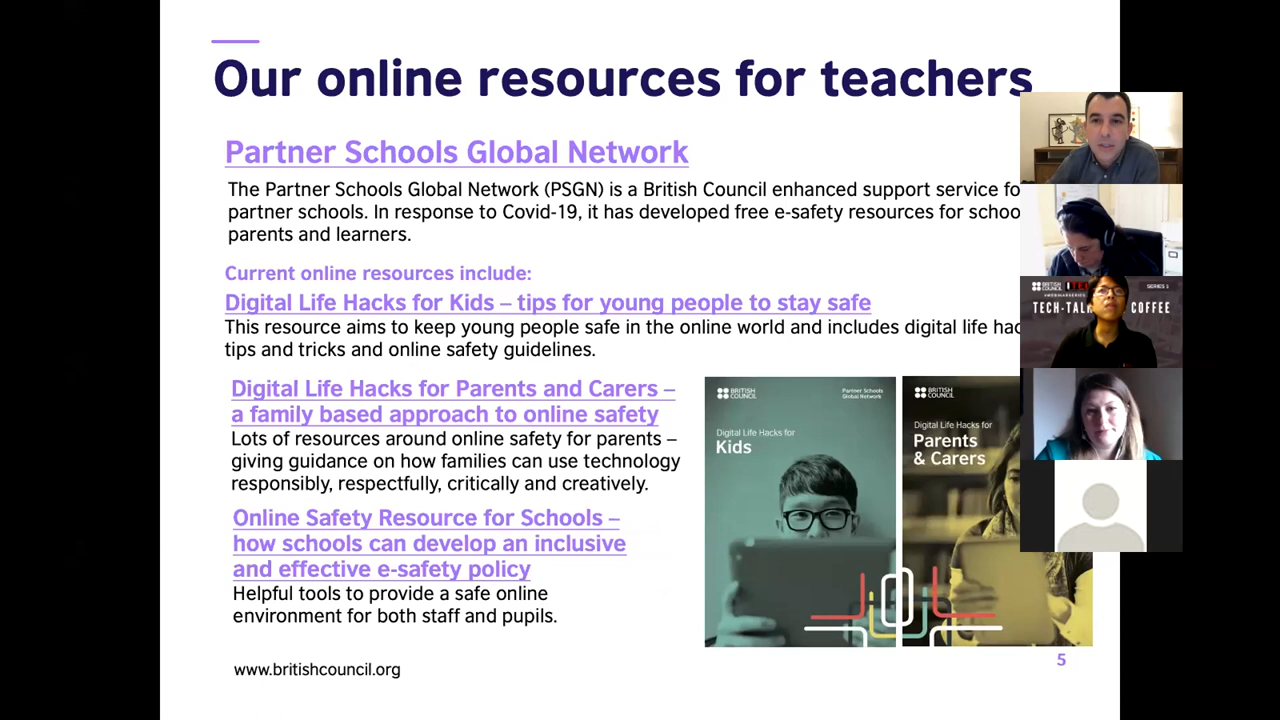 Our online resources for teachers
Partner Schools Global Network
The Partner Schools Global Network (PSGN) is a British Council enhanced support service fo
partner schools. In response to Covid-19, it has developed free e-safety resources for schoo
parents and learners.
Current online resources include:
Digital Life Hacks for Kids – tips for young people to stay safe
This resource aims to keep young people safe in the online world and includes digital life hac
tips and tricks and online safety guidelines.
Digital Life Hacks for Parents and Carers –
a family based approach to online safety
Lots of resources around online safety for parents –
giving guidance on how families can use technology
responsibly, respectfully, critically and creatively.
Online Safety Resource for Schools –
how schools can develop an inclusive
and effective e-safety policy
Helpful tools to provide a safe online
environment for both staff and pupils.
BRITISH
COUNCIL
Partner Schools
Global Network
Digital Life Hacks for
Kids
BRITISH
COUNCIL
Digital Life Hacks for
Parents
& Carers
BRITISH
COUNCIL
SERIES 1
TECH-TALK
COFFEE
www.britishcouncil.org
5